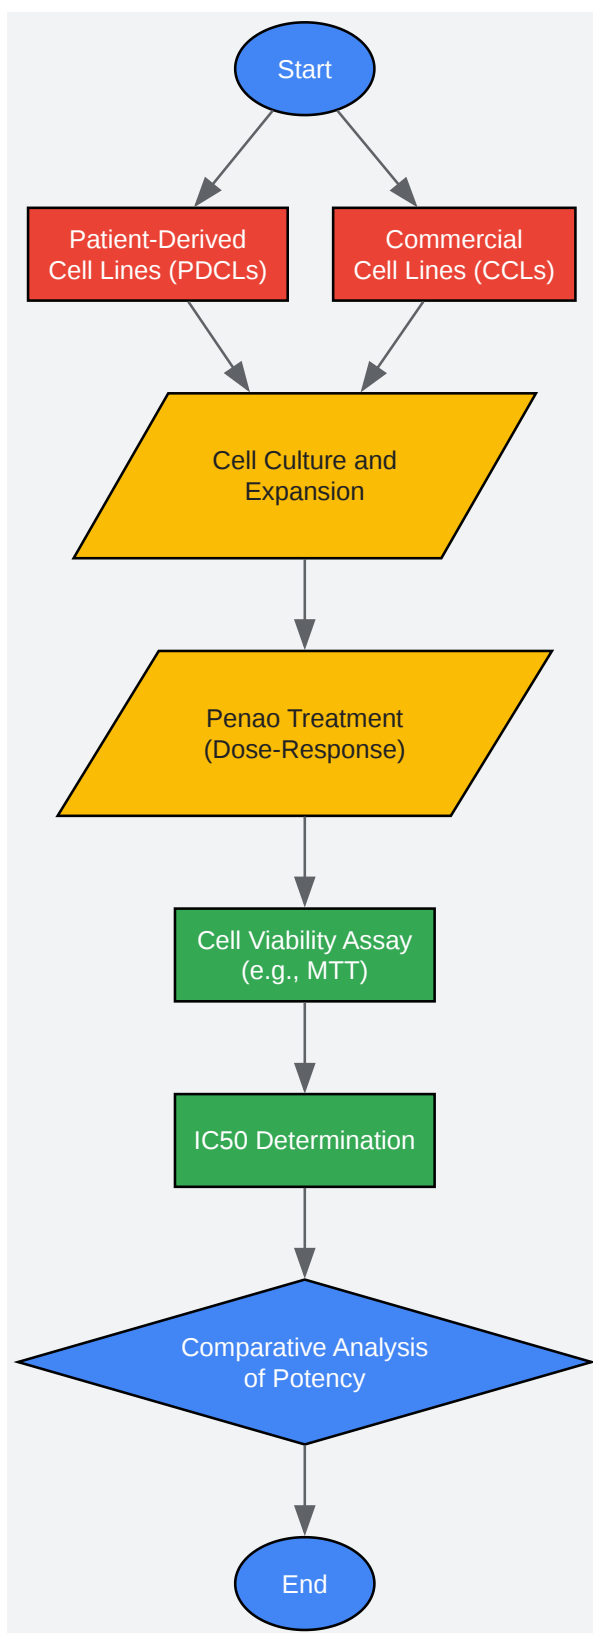 Start
Patient-Derived
Cell Lines (PDCLs)
Commercial
Cell Lines (CCLs)
Cell Culture and
Expansion
Penao Treatment
(Dose-Response)
Cell Viability Assay
(e.g., MTT)
IC50 Determination
Comparative Analysis
of Potency
End